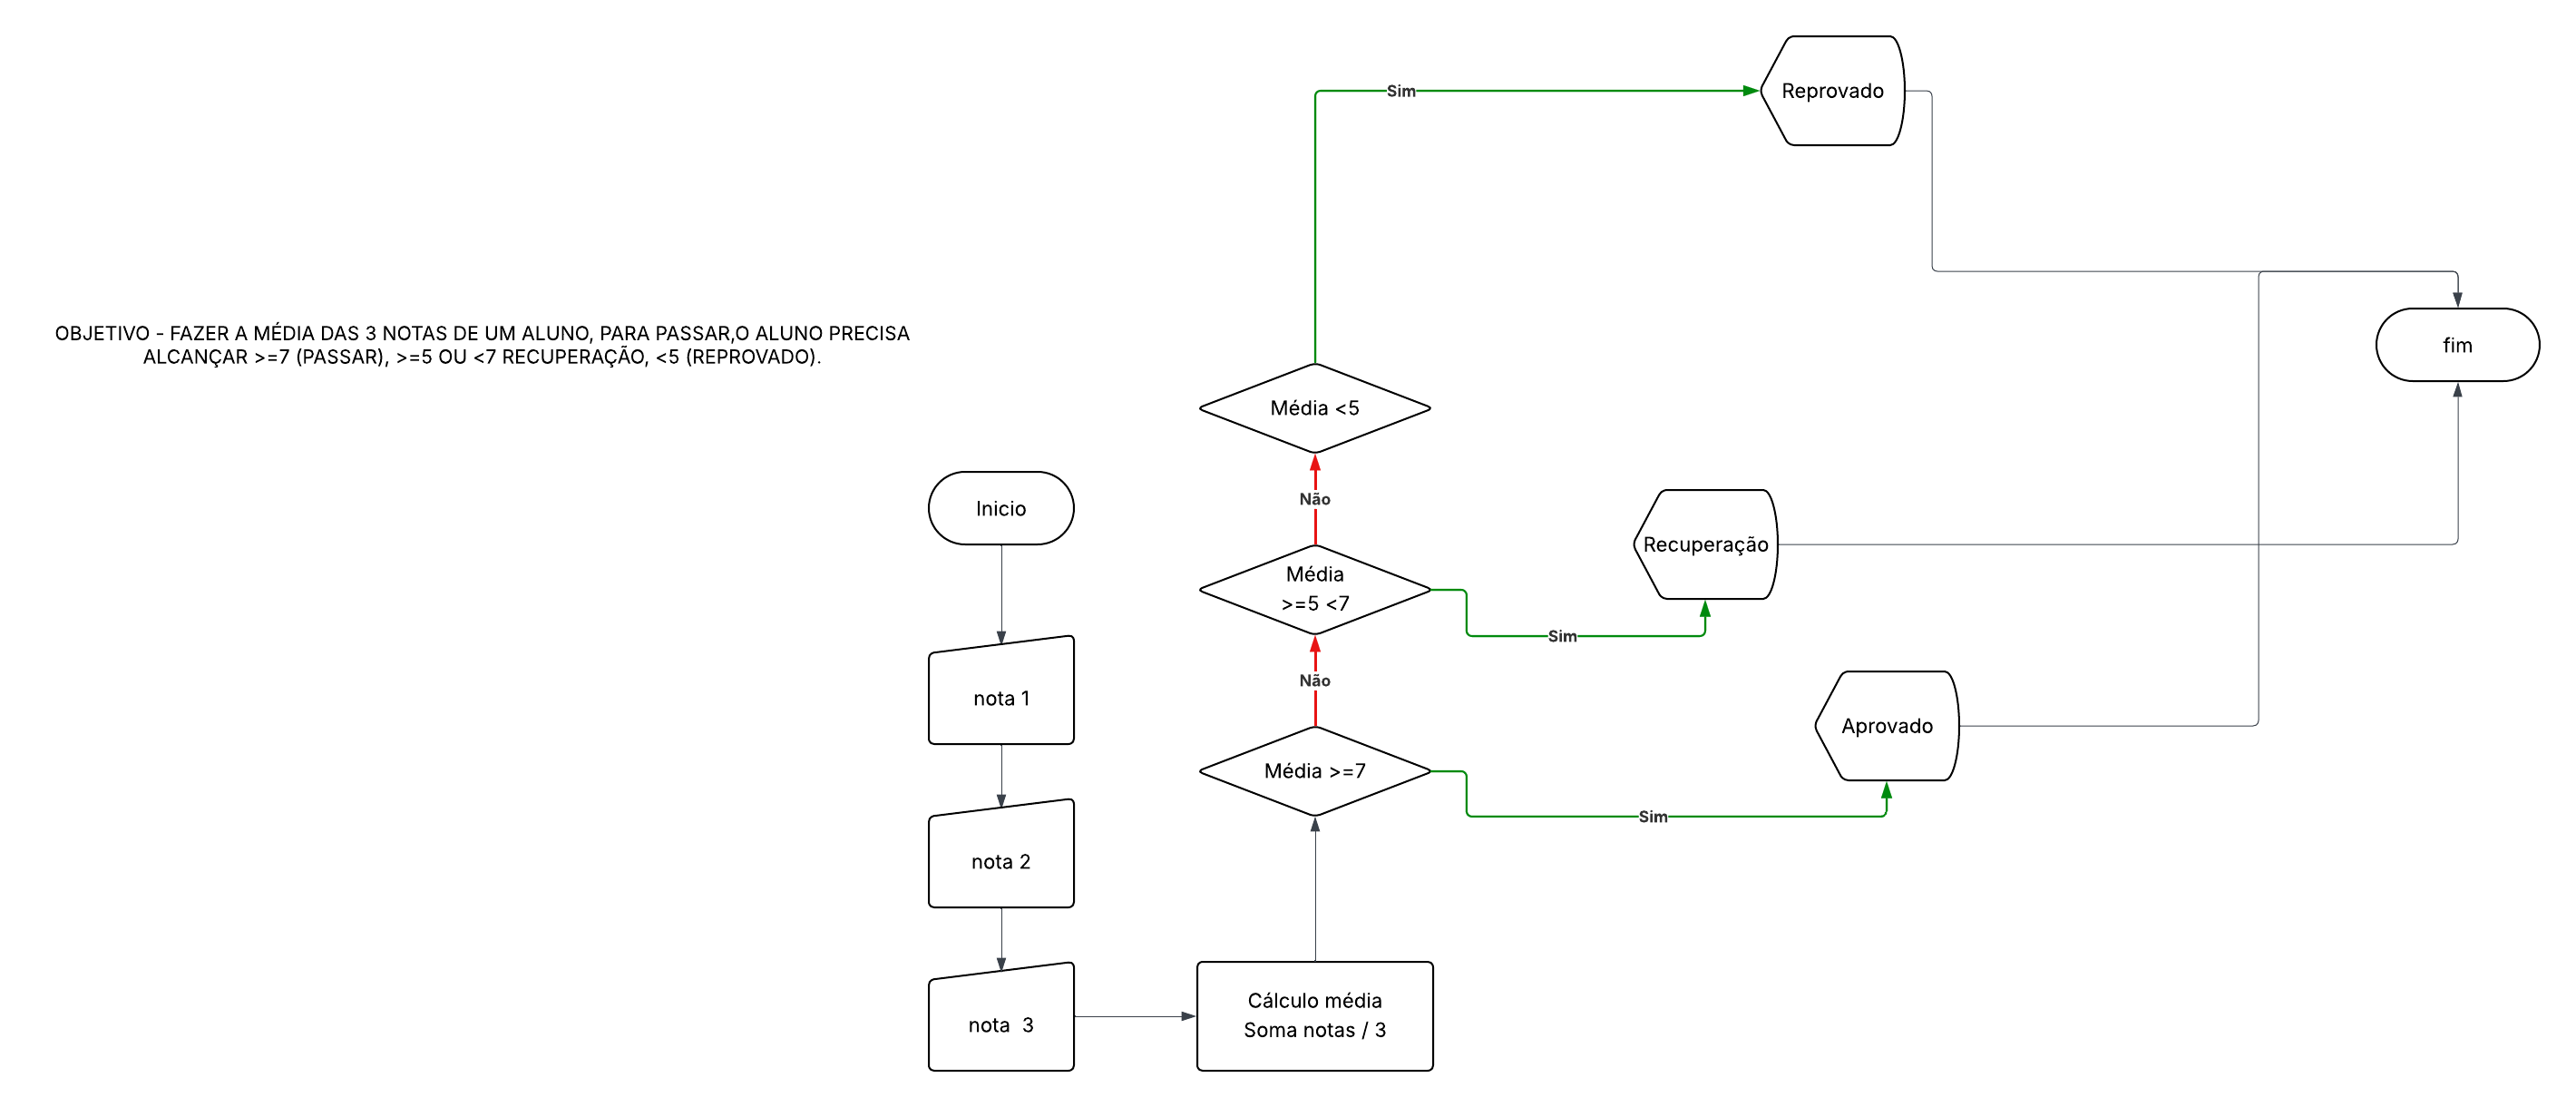 OBJETIVO - FAZER A MÉDIA DAS 3 NOTAS DE UM ALUNO, PARA PASSAR,O ALUNO PRECISA
ALCANÇAR >=7 (PASSAR), >=5 OU <7 RECUPERAÇÃO, <5 (REPROVADO).
Inicio
nota 1
nota 2
nota  3
Cálculo média
Soma notas / 3
Média >=7
Sim
Aprovado
Não
Média
>=5 <7
Sim
Recuperação
Não
Média <5
Sim
Reprovado
fim